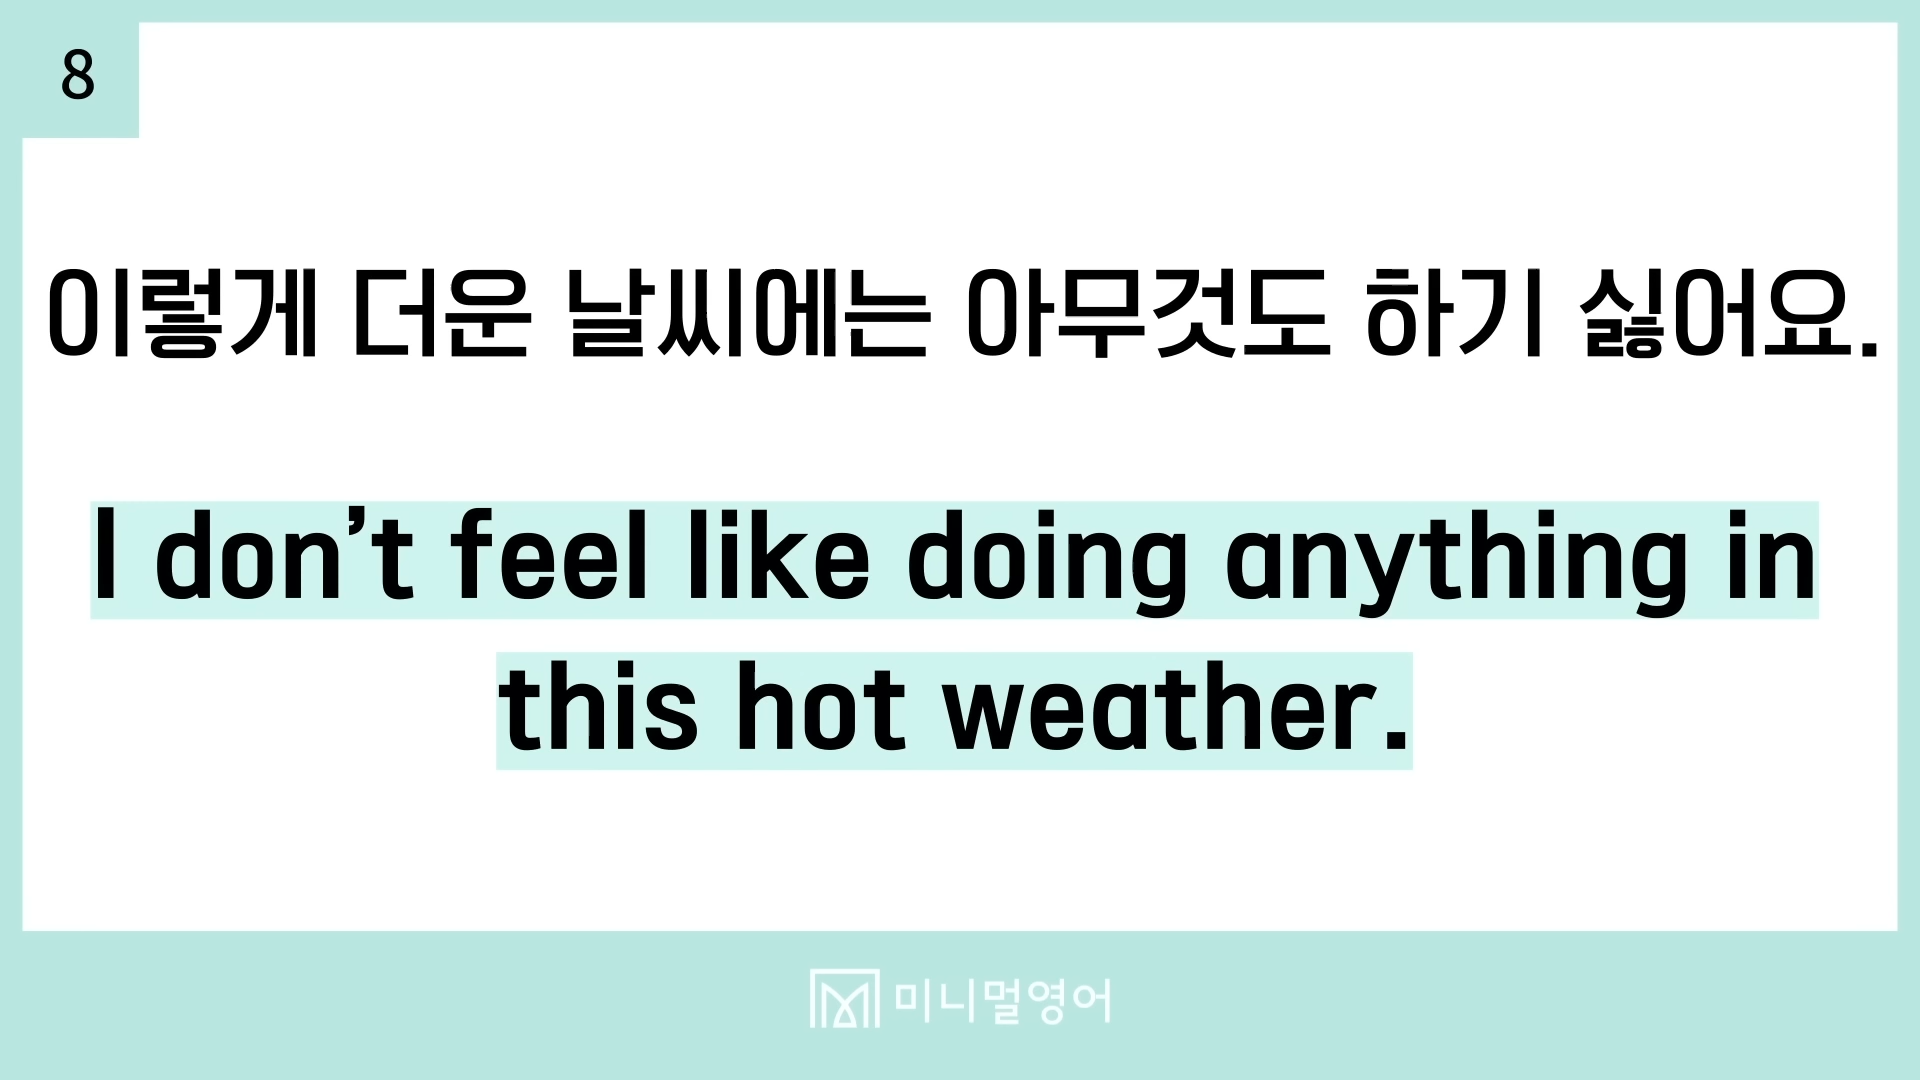 8
이렇게 더운 날씨에는 아무것도 하기 싫어요.
I don’t feel like doing anything in
this hot weather.
미니멀영어